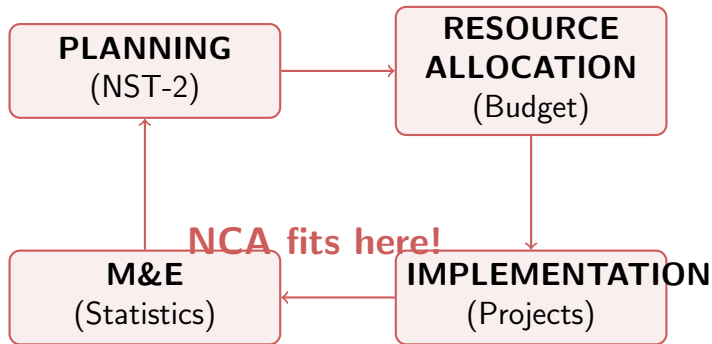 PLANNING
(NST-2)
RESOURCE
ALLOCATION
(Budget)
NCA fits here!
M&E
(Statistics)
IMPLEMENTATION
(Projects)